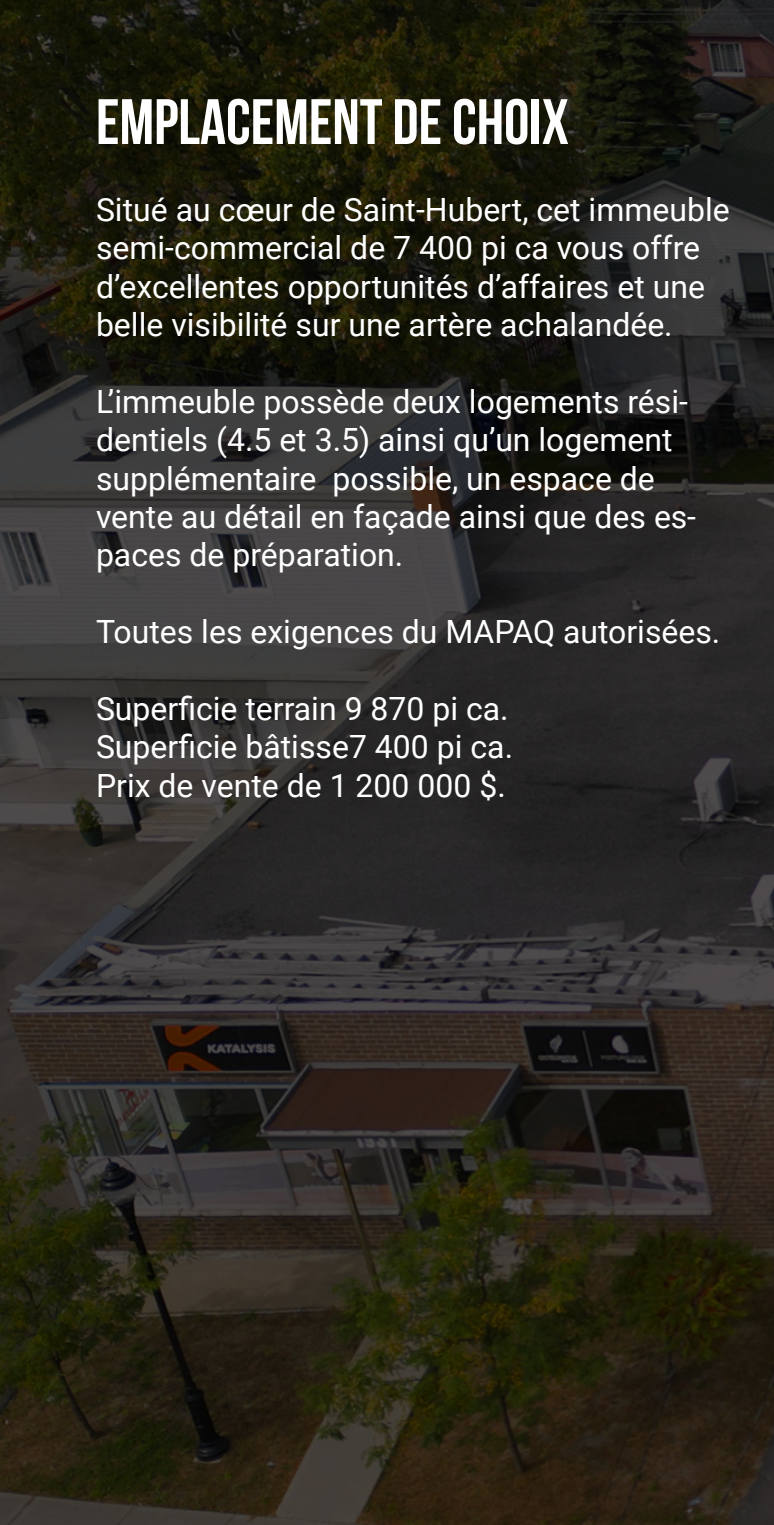 EMPLACEMENT DE CHOIX
Situé au cœur de Saint-Hubert, cet immeuble
semi-commercial de 7 400 pi ca vous offre
d’excellentes opportunités d’affaires et une
belle visibilité sur une artère achalandée.
L’immeuble possède deux logements rési-
dentiels (4.5 et 3.5) ainsi qu’un logement
supplémentaire  possible, un espace de
vente au détail en façade ainsi que des es-
paces de préparation.
Toutes les exigences du MAPAQ autorisées.
Superficie terrain 9 870 pi ca.
Superficie bâtisse7 400 pi ca.
Prix de vente de 1 200 000 $.
KATALYSIS